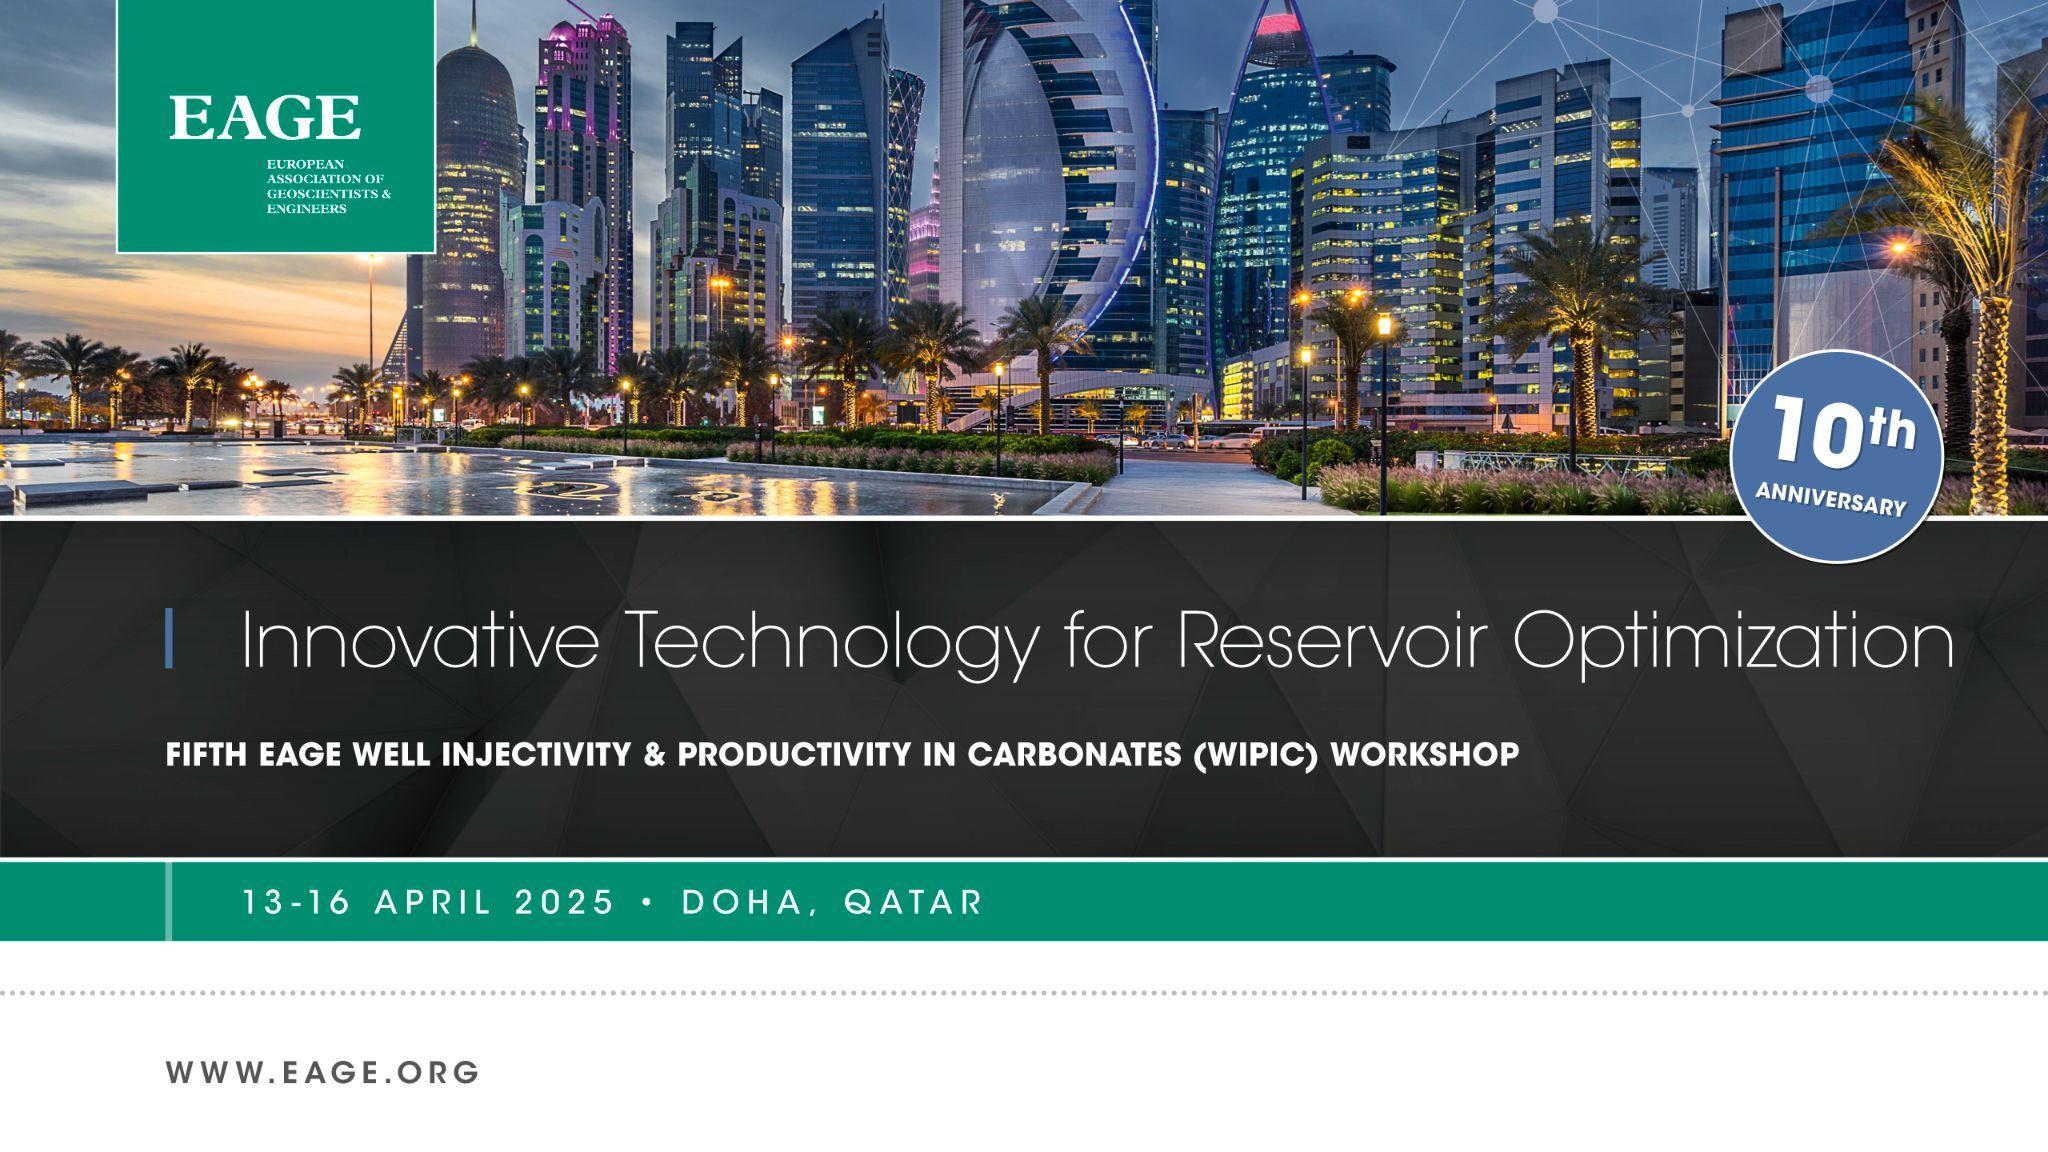 EAGE
EUROPEAN
ASSOCIATION OF
GEOSCIENTISTS &
ENGINEERS
10th
ANNIVERSARY
Innovative Technology for Reservoir Optimization
FIFTH EAGE WELL INJECTIVITY & PRODUCTIVITY IN CARBONATES (WIPIC) WORKSHOP
13-16 APRIL 2025 • DOHA, QATAR
WWW.EAGE.ORG